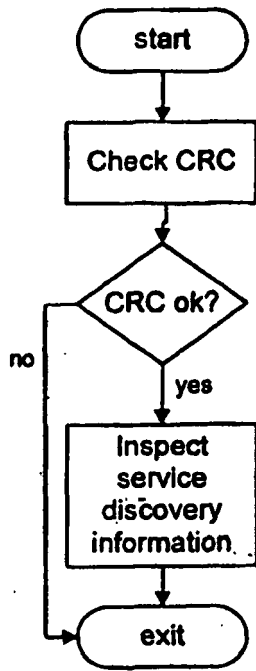 start
Check CRC
CRC ok?
no
yes
Inspect
service
discovery
information
exit